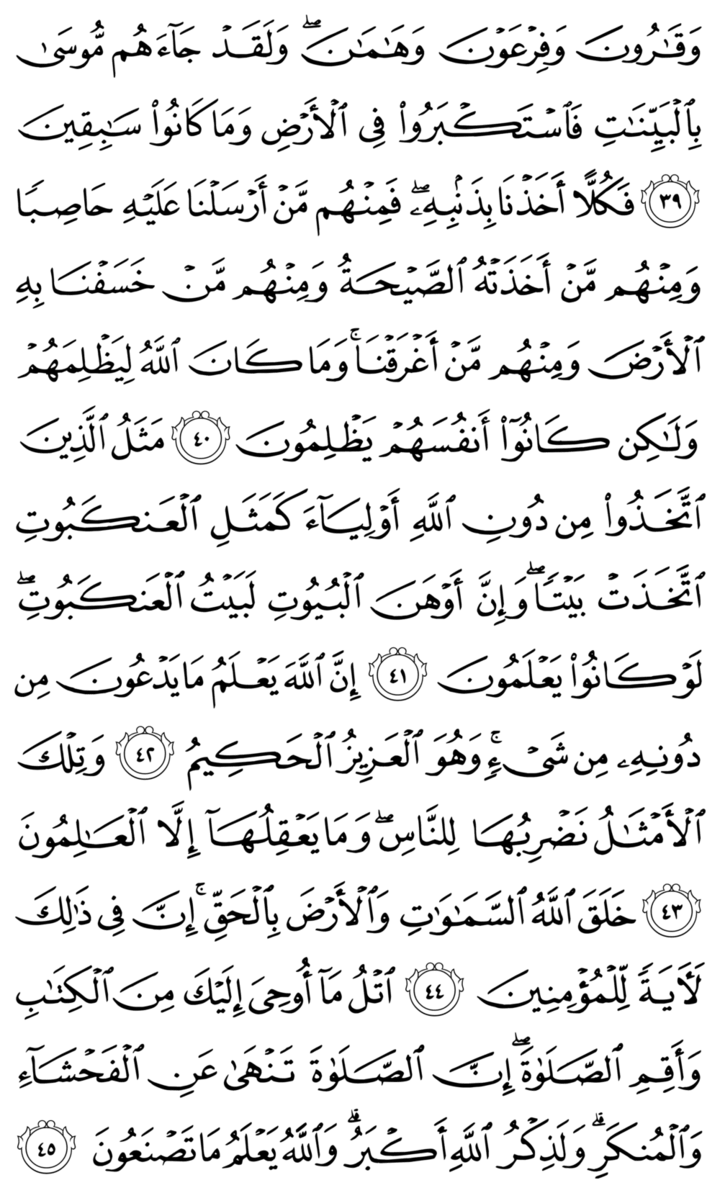 وَقَٰرُونَ وَفِرۡعَوۡنَ وَهَٰمَٰنَۖ وَلَقَدۡ جَآءَهُم مُّوسَىٰ
بِٱلۡبَيِّنَٰتِ فَٱسۡتَكۡبَرُواْ فِي ٱلۡأَرۡضِ وَمَا كَانُواْ سَٰبِقِينَ
٣٩ فَكُلًّا أَخَذۡنَا بِذَنۢبِهِۦۖ فَمِنۡهُم مَّنۡ أَرۡسَلۡنَا عَلَيۡهِ حَاصِبٗا
وَمِنۡهُم مَّنۡ أَخَذَتۡهُ ٱلصَّيۡحَةُ وَمِنۡهُم مَّنۡ خَسَفۡنَا بِهِ
ٱلۡأَرۡضَ وَمِنۡهُم مَّنۡ أَغۡرَقۡنَاۚ وَمَا كَانَ ٱللَّهُ لِيَظۡلِمَهُمۡ
وَلَٰكِن كَانُوٓاْ أَنفُسَهُمۡ يَظۡلِمُونَ ٤٠ مَثَلُ ٱلَّذِينَ
ٱتَّخَذُواْ مِن دُونِ ٱللَّهِ أَوۡلِيَآءَ كَمَثَلِ ٱلۡعَنكَبُوتِ
ٱتَّخَذَتۡ بَيۡتٗاۖ وَإِنَّ أَوۡهَنَ ٱلۡبُيُوتِ لَبَيۡتُ ٱلۡعَنكَبُوتِۖ
لَوۡ كَانُواْ يَعۡلَمُونَ ٤١ إِنَّ ٱللَّهَ يَعۡلَمُ مَا يَدۡعُونَ مِن
دُونِهِۦ مِن شَيۡءٖۚ وَهُوَ ٱلۡعَزِيزُ ٱلۡحَكِيمُ ٤٢ وَتِلۡكَ
ٱلۡأَمۡثَٰلُ نَضۡرِبُهَا لِلنَّاسِۖ وَمَا يَعۡقِلُهَآ إِلَّا ٱلۡعَٰلِمُونَ
٤٣ خَلَقَ ٱللَّهُ ٱلسَّمَٰوَٰتِ وَٱلۡأَرۡضَ بِٱلۡحَقِّۚ إِنَّ فِي ذَٰلِكَ
لَأٓيَةٗ لِّلۡمُؤۡمِنِينَ ٤٤ ٱتۡلُ مَآ أُوحِيَ إِلَيۡكَ مِنَ ٱلۡكِتَٰبِ
وَأَقِمِ ٱلصَّلَوٰةَۖ إِنَّ ٱلصَّلَوٰةَ تَنۡهَىٰ عَنِ ٱلۡفَحۡشَآءِ
وَٱلۡمُنكَرِۗ وَلَذِكۡرُ ٱللَّهِ أَكۡبَرُۗ وَٱللَّهُ يَعۡلَمُ مَا تَصۡنَعُونَ ٤٥